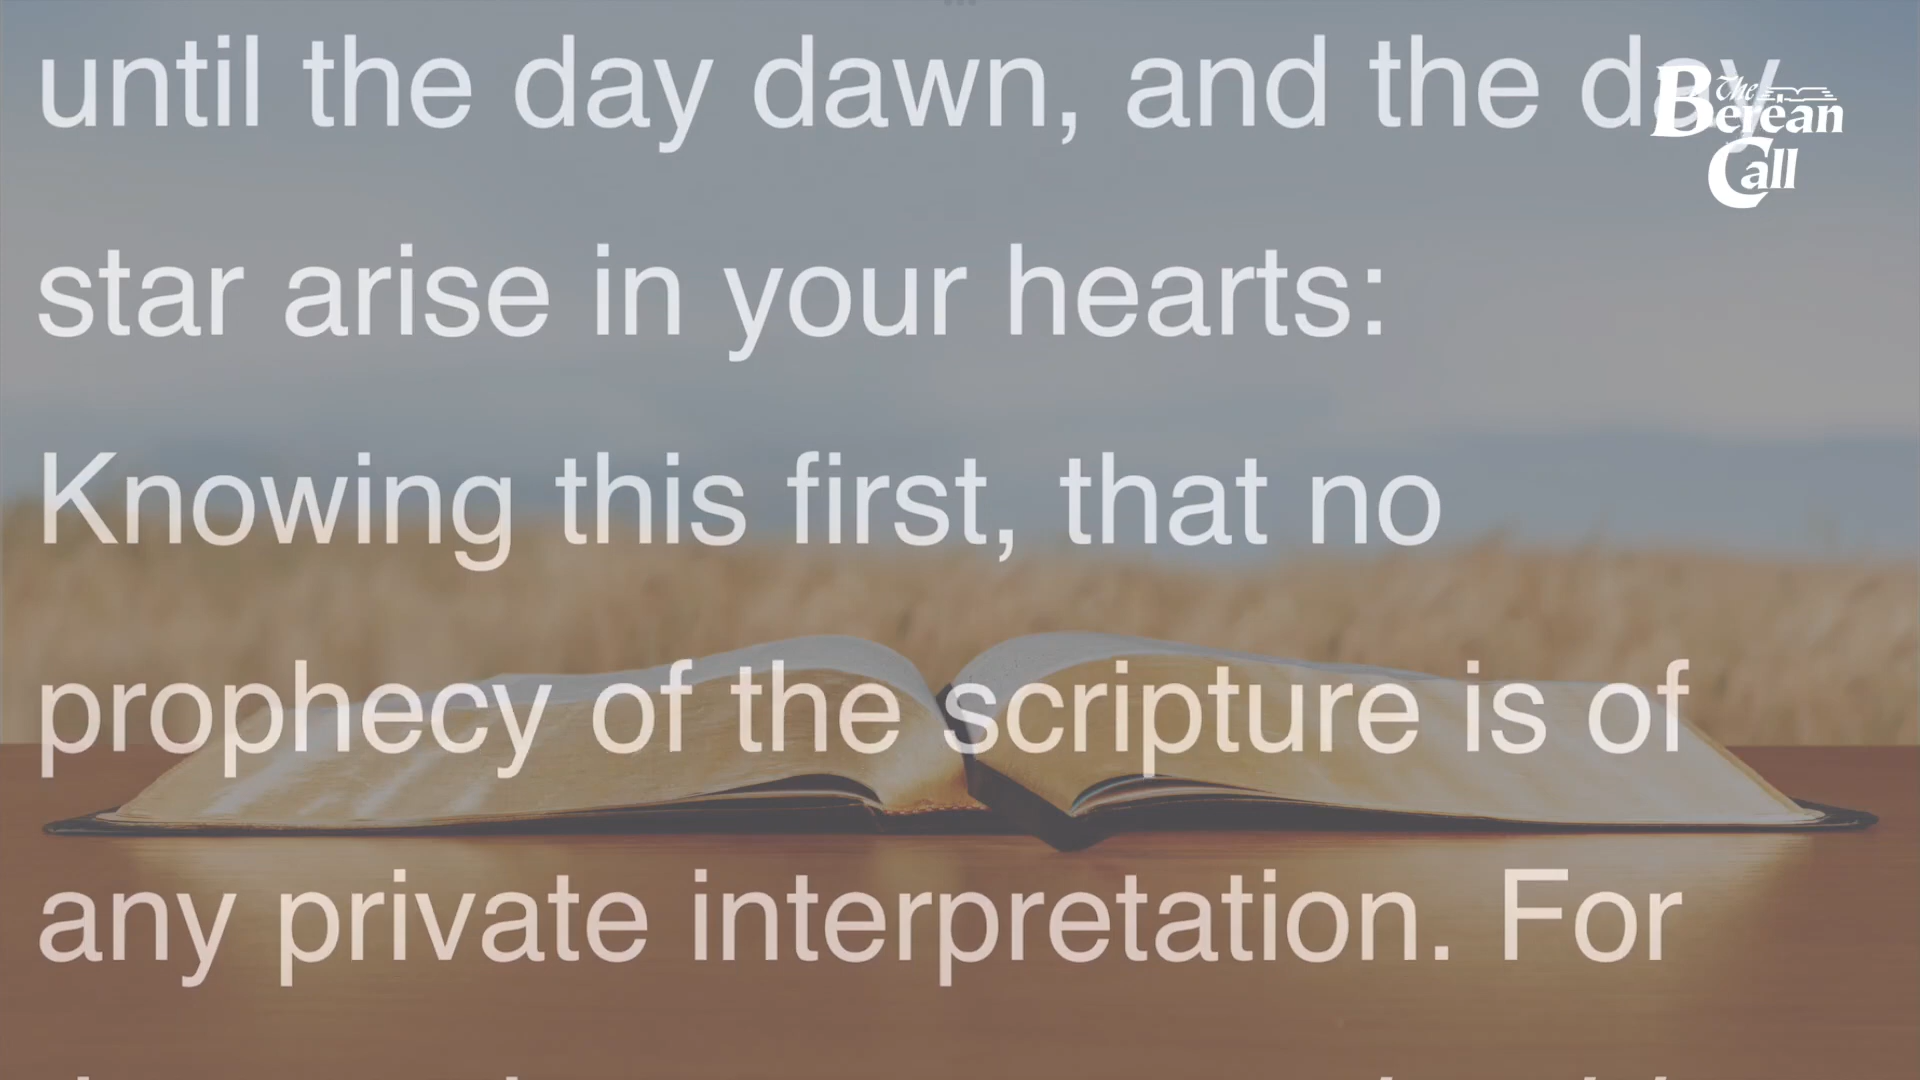 until the day dawn, and the day
The
Berean
Call
star arise in your hearts:
Knowing this first, that no
prophecy of the scripture is of
any private interpretation. For